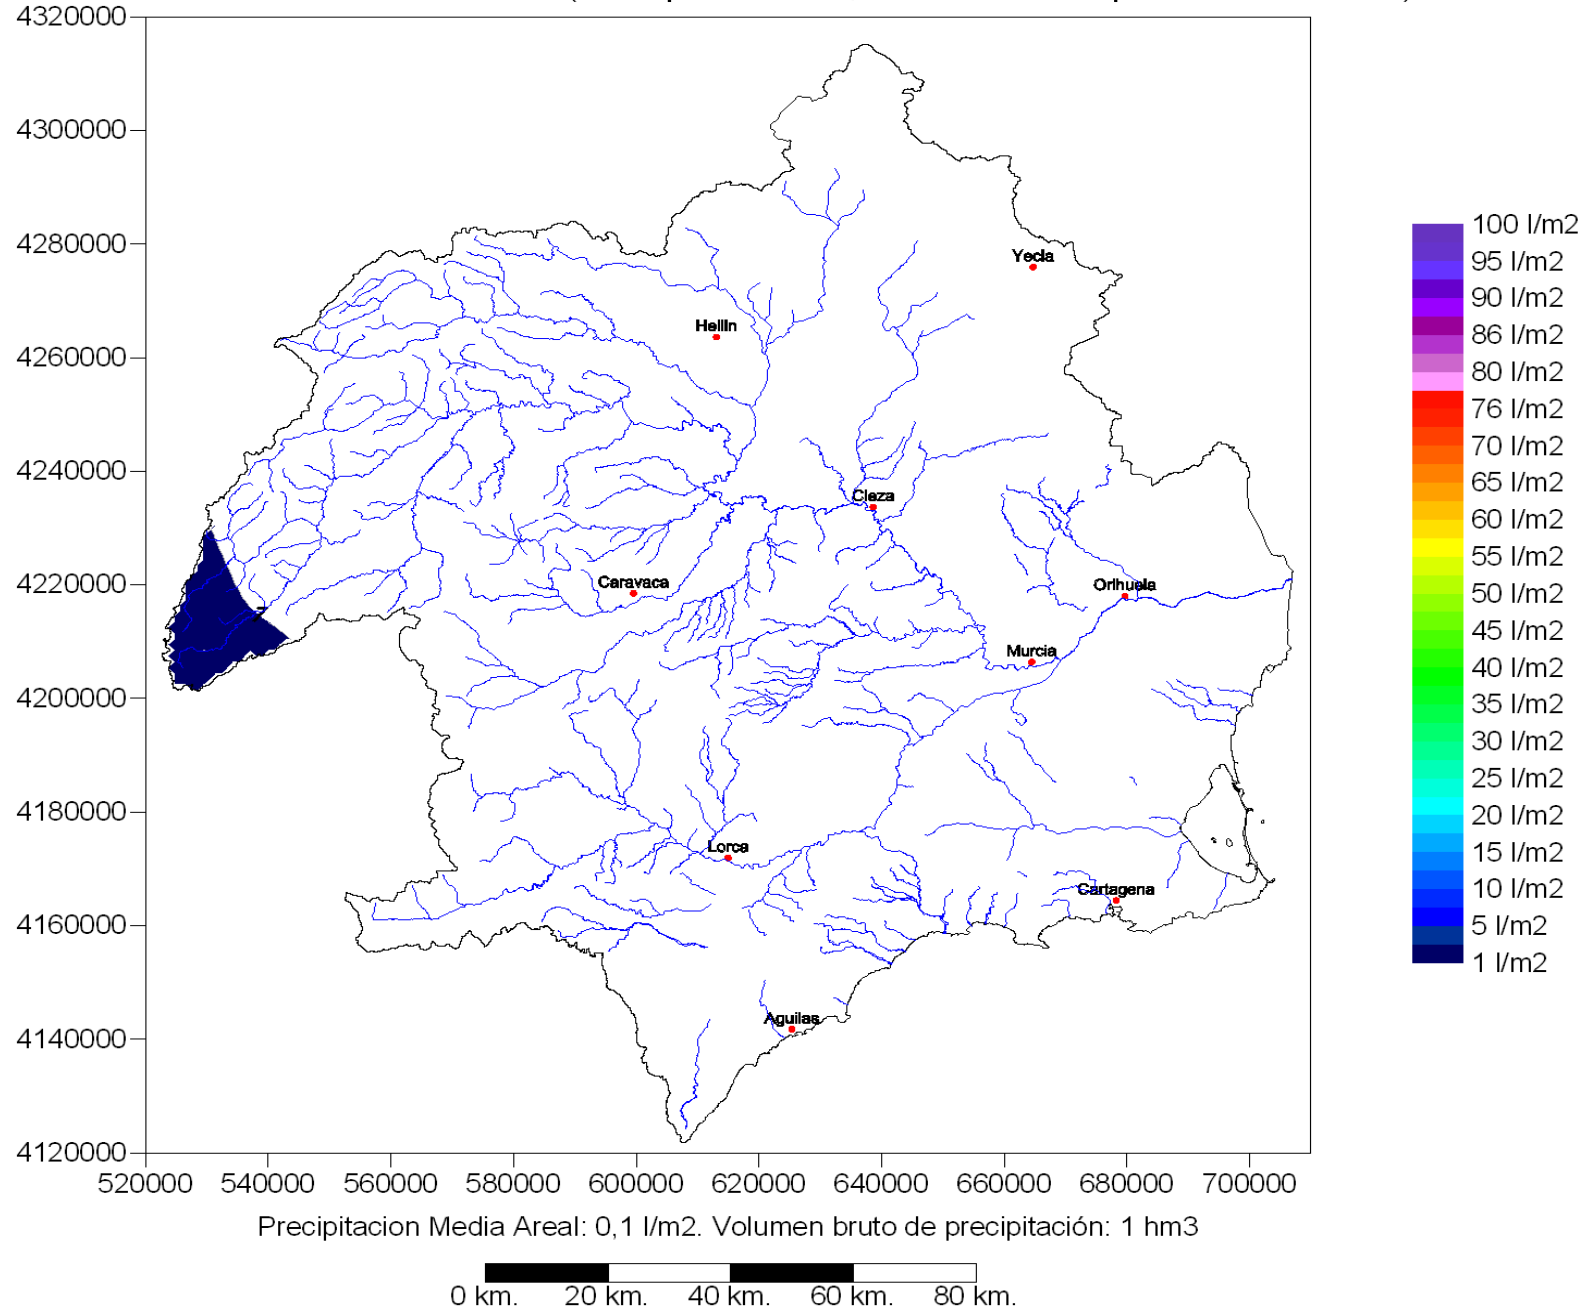 4320000
4300000
4280000
4260000
4240000
4220000
4200000
4180000
4160000
4140000
4120000
520000 540000 560000 580000 600000 620000 640000 660000 680000 700000
Yecla
Hellin
Cieza
Caravaca
Orihuela
Murcia
Lorca
Cartagena
Aguilas
100 l/m2
95 l/m2
90 l/m2
86 l/m2
80 l/m2
76 l/m2
70 l/m2
65 l/m2
60 l/m2
55 l/m2
50 l/m2
45 l/m2
40 l/m2
35 l/m2
30 l/m2
25 l/m2
20 l/m2
15 l/m2
10 l/m2
5 l/m2
1 l/m2
Precipitacion Media Areal: 0,1 l/m2. Volumen bruto de precipitación: 1 hm3
0 km. 20 km. 40 km. 60 km. 80 km.